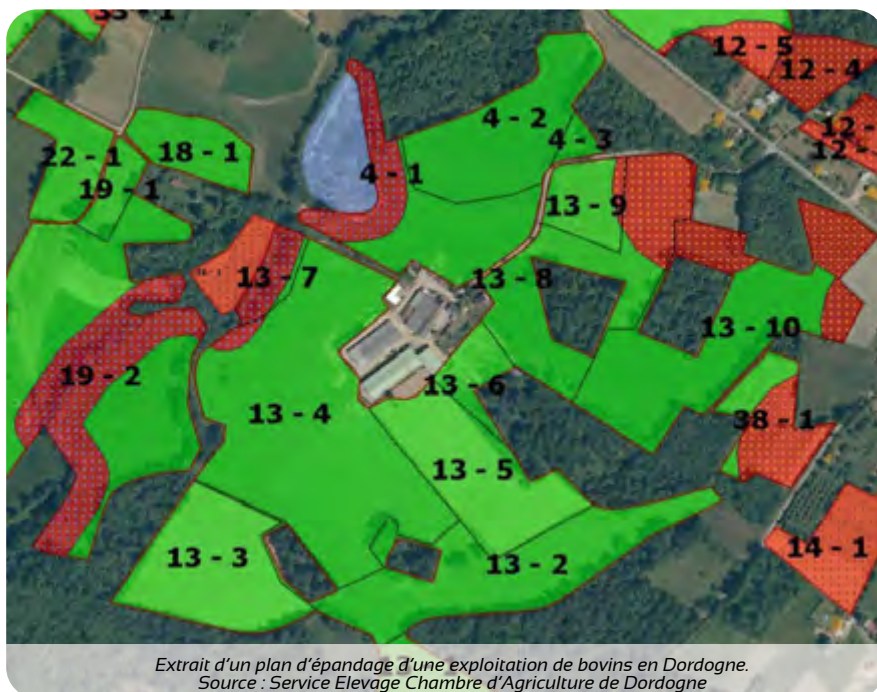 33 - 1
12 - 5
12 - 4
4 - 2
12 -
4 - 3
12 -
22 - 1
18 - 1
4 - 1
19 - 1
13 - 9
13 - 7
13 - 8
13 - 10
19 - 2
13 - 6
13 - 4
38 - 1
13 - 5
13 - 3
13 - 2
14 - 1
Extrait d'un plan d'épandage d'une exploitation de bovins en Dordogne.
Source : Service Elevage Chambre d'Agriculture de Dordogne